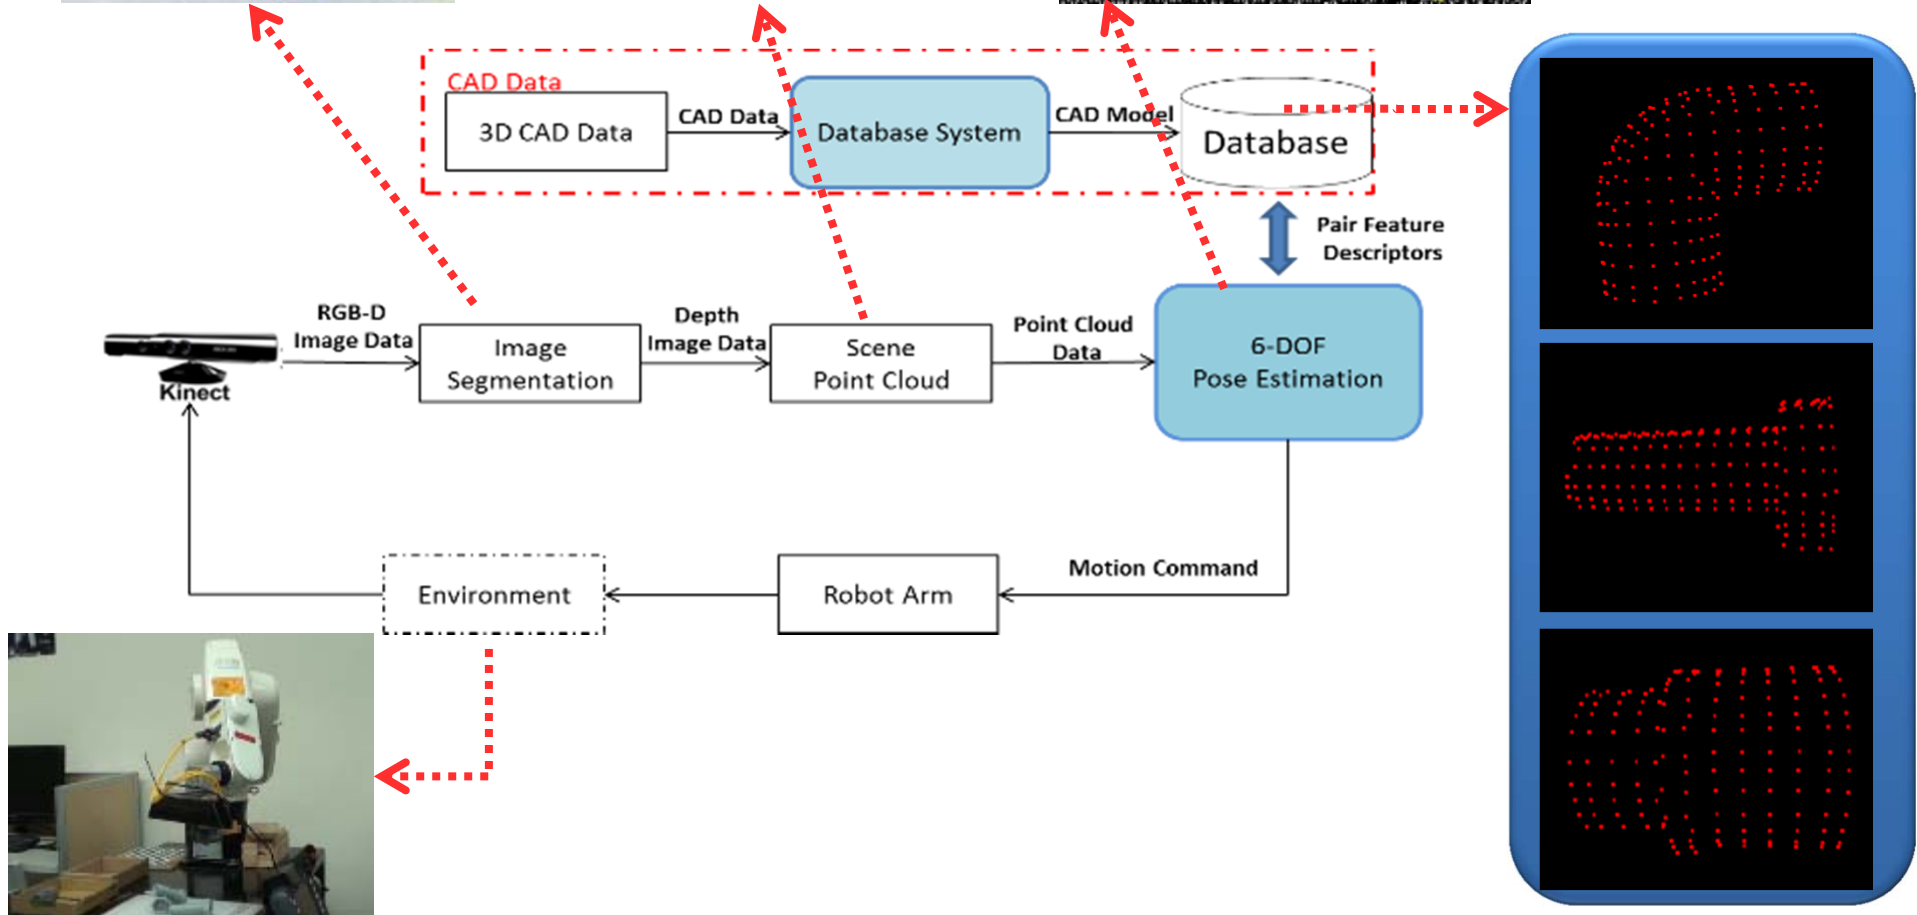 CAD Data
3D CAD Data
CAD Data
Database System
CAD Model
Database
Pair Feature
Descriptors
RGB-D
Image Data
Kinect
Image
Segmentation
Depth
Image Data
Scene
Point Cloud
Point Cloud
Data
6-DOF
Pose Estimation
Environment
Robot Arm
Motion Command